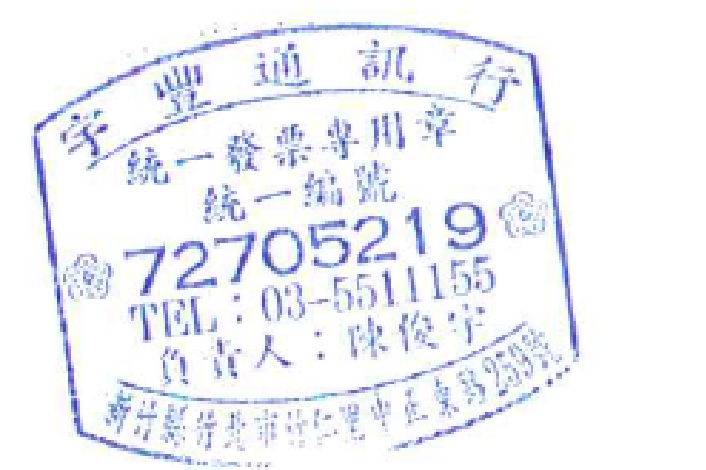 宇豐通訊行
統一發票專用章
統一編號
72705219
TEL:03-5511155
負責人:陳俊宇
新竹縣竹北市竹仁里中正東路259號